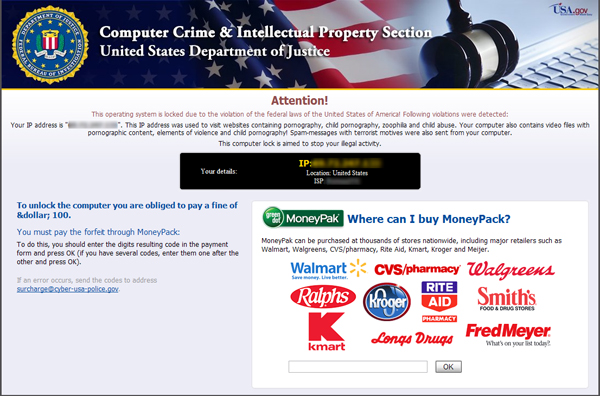 DEPARTMENT OF JUSTICE
USA.gov
Computer Crime & Intellectual Property Section
United States Department of Justice
Attention!
This operating system is locked due to the violation of the federal laws of the United States of America! Following violations were detected:
Your IP address is " ". This IP address was used to visit websites containing pornography, child pornography, zoophilia and child abuse. Your computer also contains video files with
pornographic content, elements of violence and child pornography! Spam-messages with terrorist motives were also sent from your computer.
This computer lock is aimed to stop your illegal activity.
Your details:
IP:
Location: United States
ISP
To unlock the computer you are obliged to pay a fine of
&dollar; 100.
You must pay the forfeit through MoneyPak:
To do this, you should enter the digits resulting code in the payment
form and press OK (if you have several codes, enter them one after the
other and press OK).
If an error occurs, send the codes to address
surcharge@cyber-usa-police.gov.
green
dot
MoneyPak
Where can I buy MoneyPack?
MoneyPak can be purchased at thousands of stores nationwide, including major retailers such as
Walmart, Walgreens, CVS/pharmacy, Rite Aid, Kmart, Kroger and Meijer.
Walmart
Save money. Live better.
CVS/pharmacy
Walgreens
Ralphs
Kroger
RITE
AID
PHARMACY
Smith's
FOOD & DRUG STORES
K
kmart
Longs Drugs
FredMeyer
What's on your list today?
OK